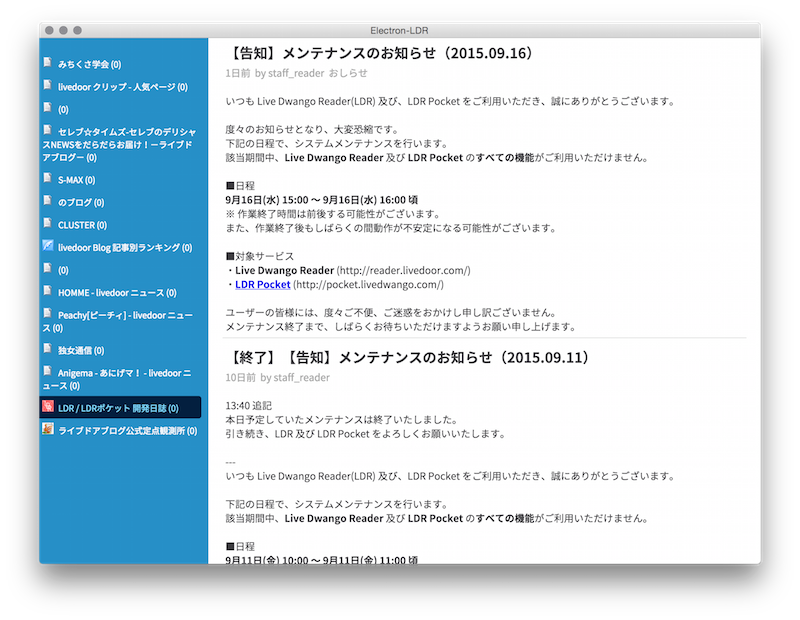 Electron-LDR
みちくさ学会 (0)
livedoor クリップ - 人気ページ (0)
(0)
セレブ☆タイムズ-セレブのデリシャ
スNEWSをだらだらお届け！ーライブド
アブログー (0)
S-MAX (0)
のブログ (0)
CLUSTER (0)
livedoor Blog 記事別ランキング (0)
(0)
HOMME - livedoor ニュース (0)
Peachy[ピーチィ] - livedoor ニュー
ス (0)
独女通信 (0)
Anigema - あにげマ！ - livedoor ニ
ュース (0)
LDR / LDRポケット 開発日誌 (0)
ライブドアブログ公式定点観測所 (0)
【告知】メンテナンスのお知らせ（2015.09.16）
1日前 by staff_reader おしらせ
いつも Live Dwango Reader(LDR) 及び、LDR Pocket をご利用いただき、誠にありがとうございます。
度々のお知らせとなり、大変恐縮です。
下記の日程で、システムメンテナンスを行います。
該当期間中、Live Dwango Reader 及び LDR Pocket のすべての機能がご利用いただけません。
■日程
9月16日(水) 15:00 〜 9月16日(水) 16:00 頃
※ 作業終了時間は前後する可能性がございます。
また、作業終了後もしばらくの間動作が不安定になる可能性がございます。
■対象サービス
・Live Dwango Reader (http://reader.livedoor.com/)
・LDR Pocket (http://pocket.livedwango.com/)
ユーザーの皆様には、度々ご不便、ご迷惑をおかけし申し訳ございません。
メンテナンス終了まで、しばらくお待ちいただけますようお願い申し上げます。
【終了】【告知】メンテナンスのお知らせ（2015.09.11）
10日前 by staff_reader
13:40 追記
本日予定していたメンテナンスは終了いたしました。
引き続き、LDR 及び LDR Pocket をよろしくお願いいたします。
---
いつも Live Dwango Reader(LDR) 及び、LDR Pocket をご利用いただき、誠にありがとうございます。
下記の日程で、システムメンテナンスを行います。
該当期間中、Live Dwango Reader 及び LDR Pocket のすべての機能がご利用いただけません。
■日程
9月11日(金) 10:00 〜 9月11日(金) 11:00 頃